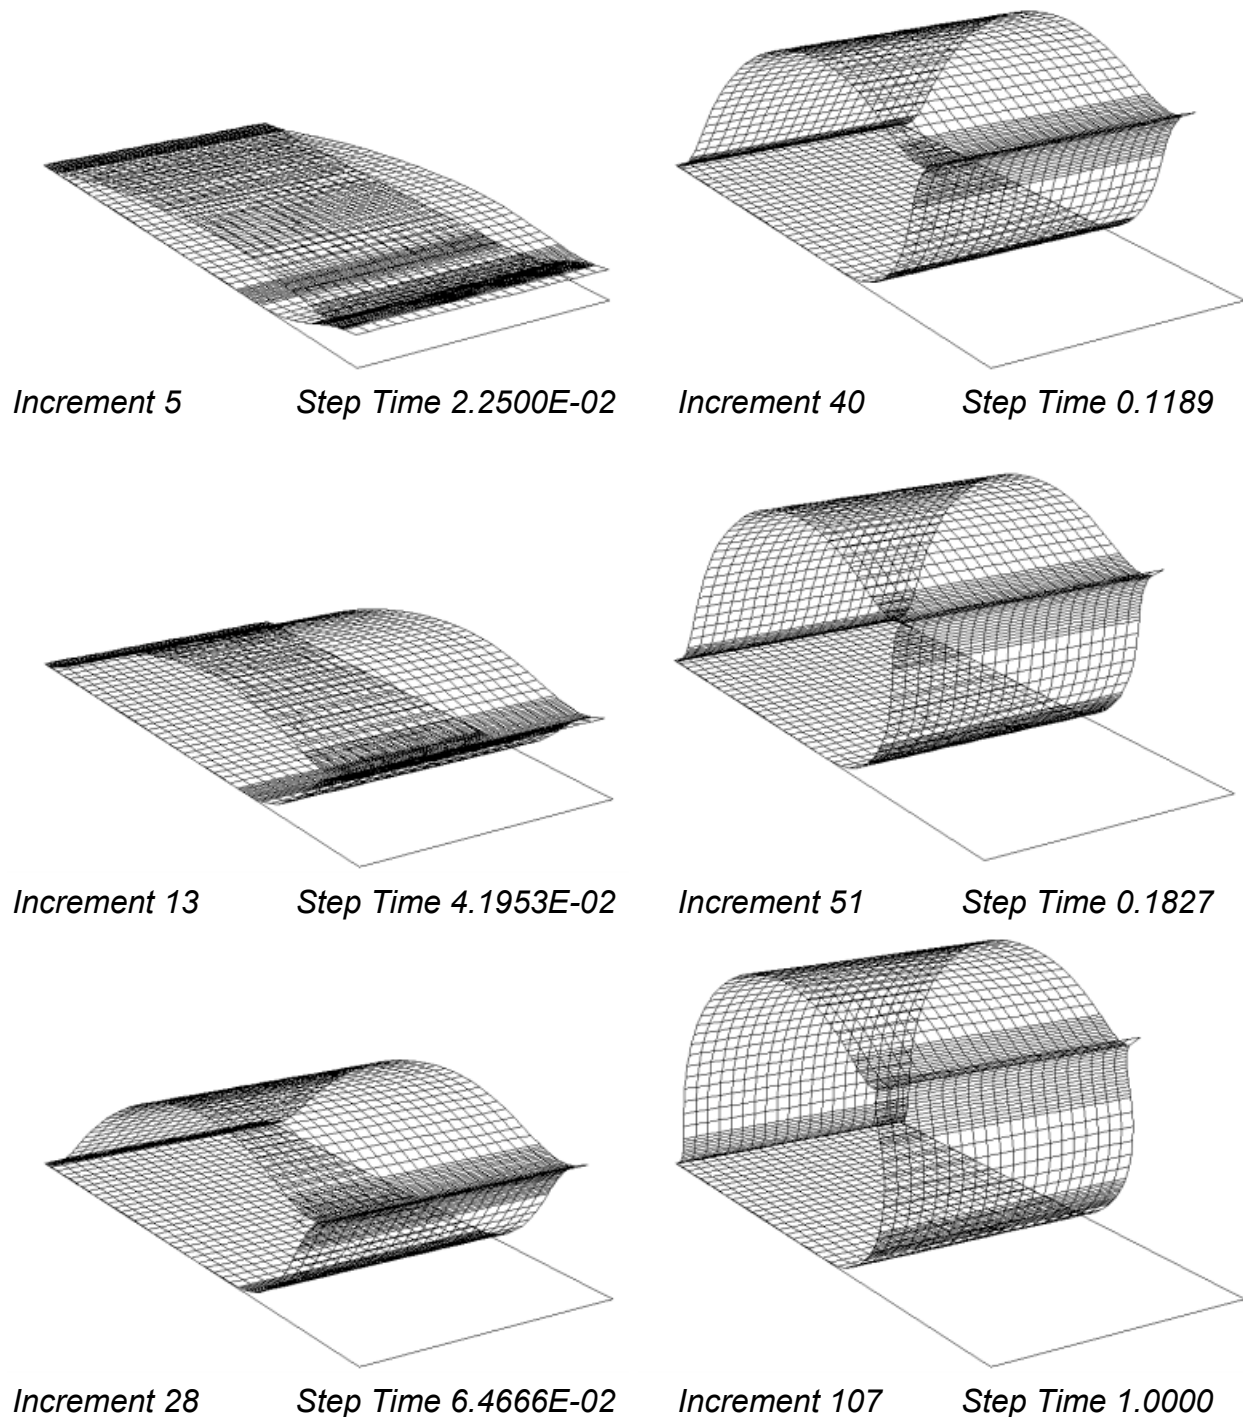 Increment 5 Step Time 2.2500E-02 Increment 40 Step Time 0.1189
Increment 13 Step Time 4.1953E-02 Increment 51 Step Time 0.1827
Increment 28 Step Time 6.4666E-02 Increment 107 Step Time 1.0000